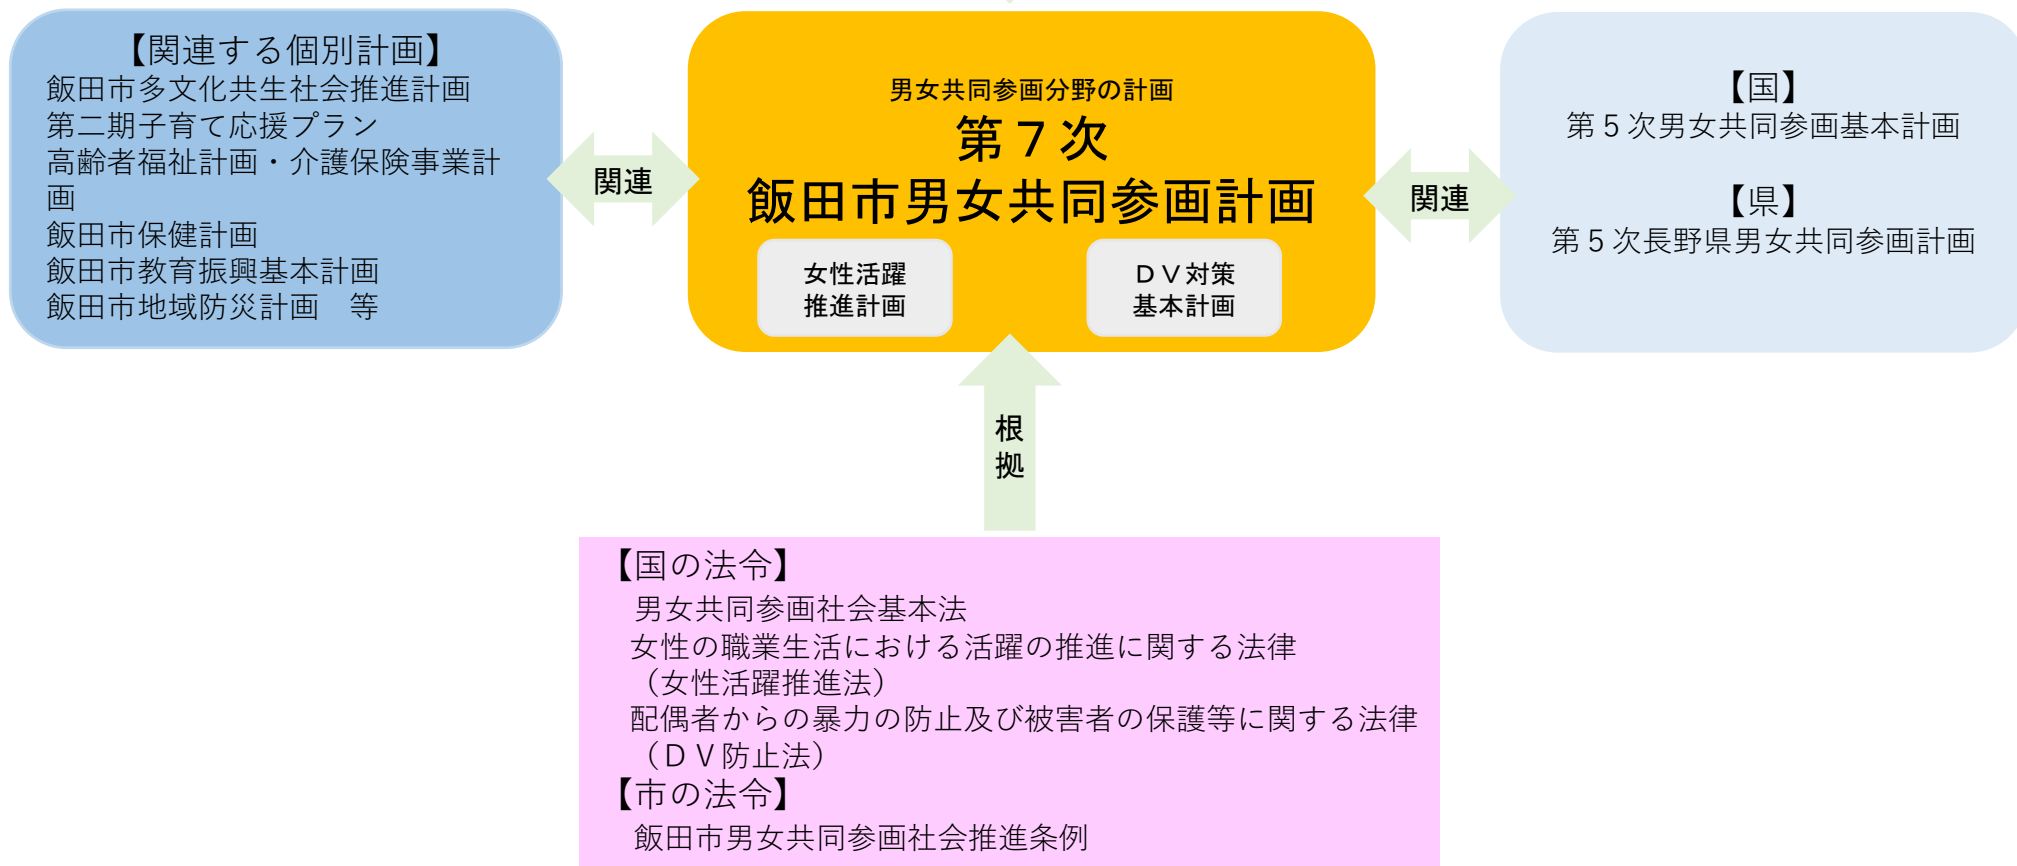 【関連する個別計画】
飯田市多文化共生社会推進計画
第二期子育て応援プラン
高齢者福祉計画・介護保険事業計
画
飯田市保健計画
飯田市教育振興基本計画
飯田市地域防災計画　等
関連
男女共同参画分野の計画
第７次
飯田市男女共同参画計画
女性活躍
推進計画
ＤＶ対策
基本計画
関連
【国】
第５次男女共同参画基本計画
【県】
第５次長野県男女共同参画計画
根
拠
【国の法令】
男女共同参画社会基本法
女性の職業生活における活躍の推進に関する法律
（女性活躍推進法）
配偶者からの暴力の防止及び被害者の保護等に関する法律
（ＤＶ防止法）
【市の法令】
飯田市男女共同参画社会推進条例